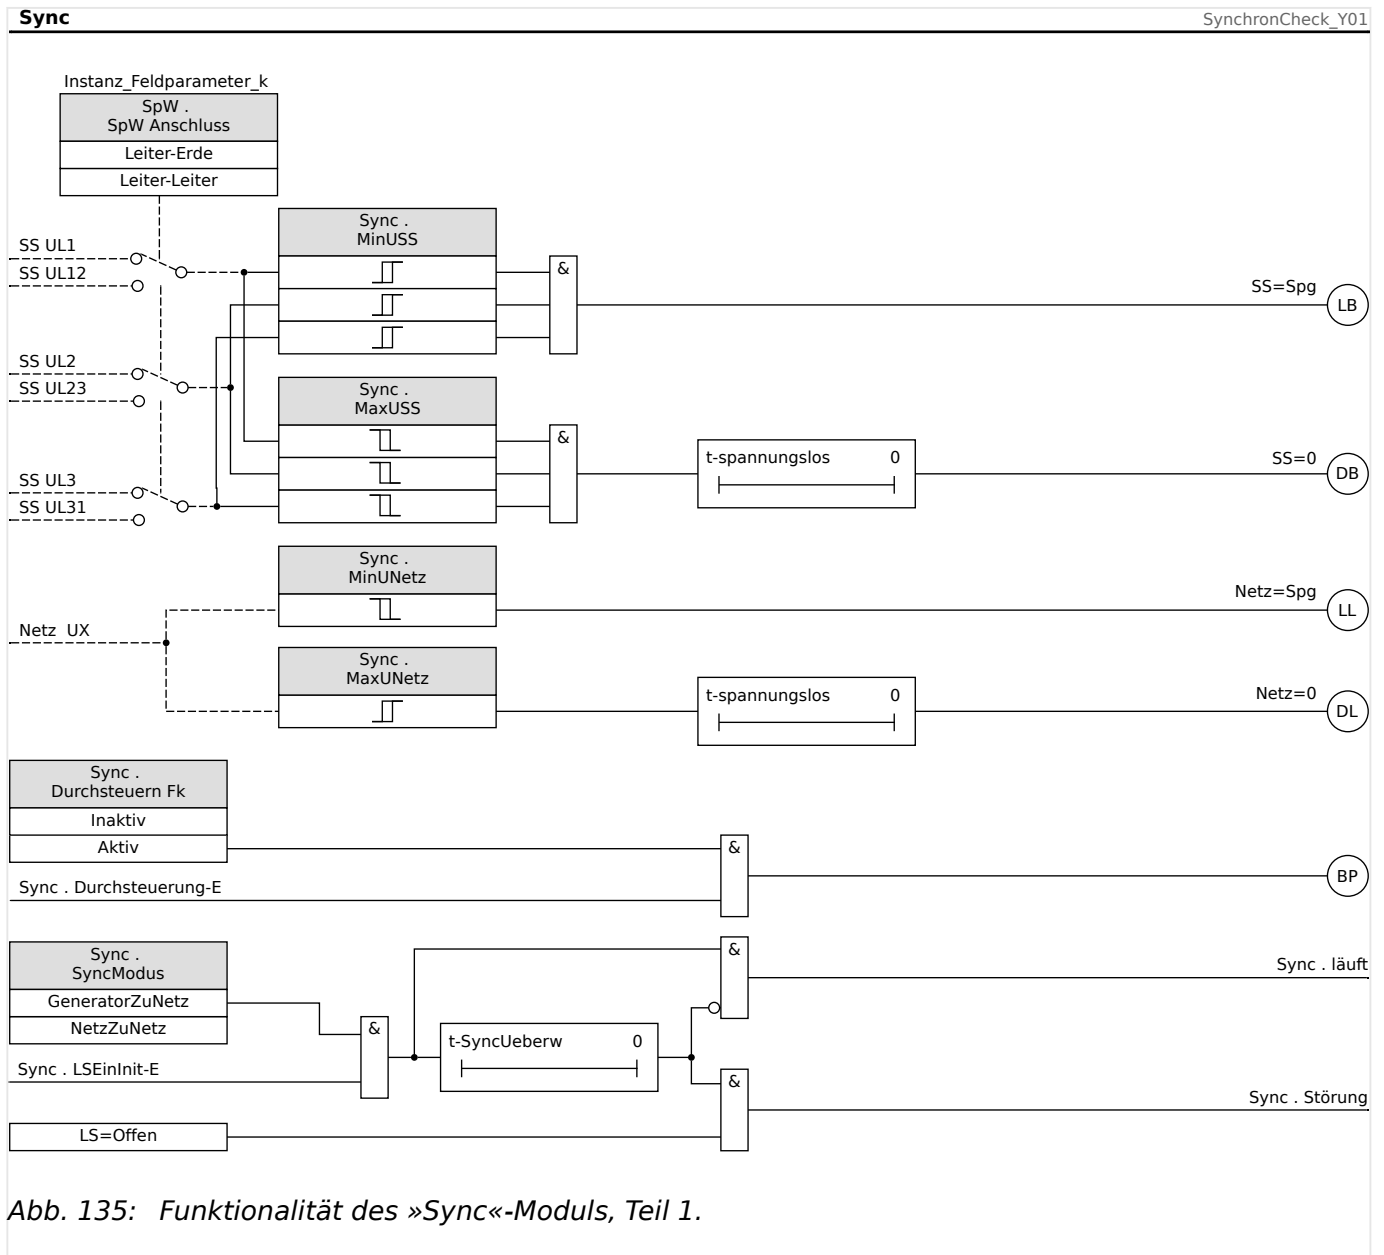 Sync
SynchronCheck_Y01
Instanz_Feldparameter_k
SpW .
SpW Anschluss
Leiter-Erde
Leiter-Leiter
SS UL1
SS UL12
SS UL2
SS UL23
SS UL3
SS UL31
Sync .
MinUSS
&
SS=Spg
LB
Sync .
MaxUSS
&
t-spannungslos 0
SS=0
DB
Netz UX
Sync .
MinUNetz
Netz=Spg
LL
Sync .
MaxUNetz
t-spannungslos 0
Netz=0
DL
Sync .
Durchsteuern Fk
Inaktiv
Aktiv
Sync . Durchsteuerung-E
&
BP
Sync .
SyncModus
GeneratorZuNetz
NetzZuNetz
Sync . LSEinInit-E
&
t-SyncUeberw 0
&
Sync . läuft
LS=Offen
&
Sync . Störung
Abb. 135: Funktionalität des »Sync«-Moduls, Teil 1.